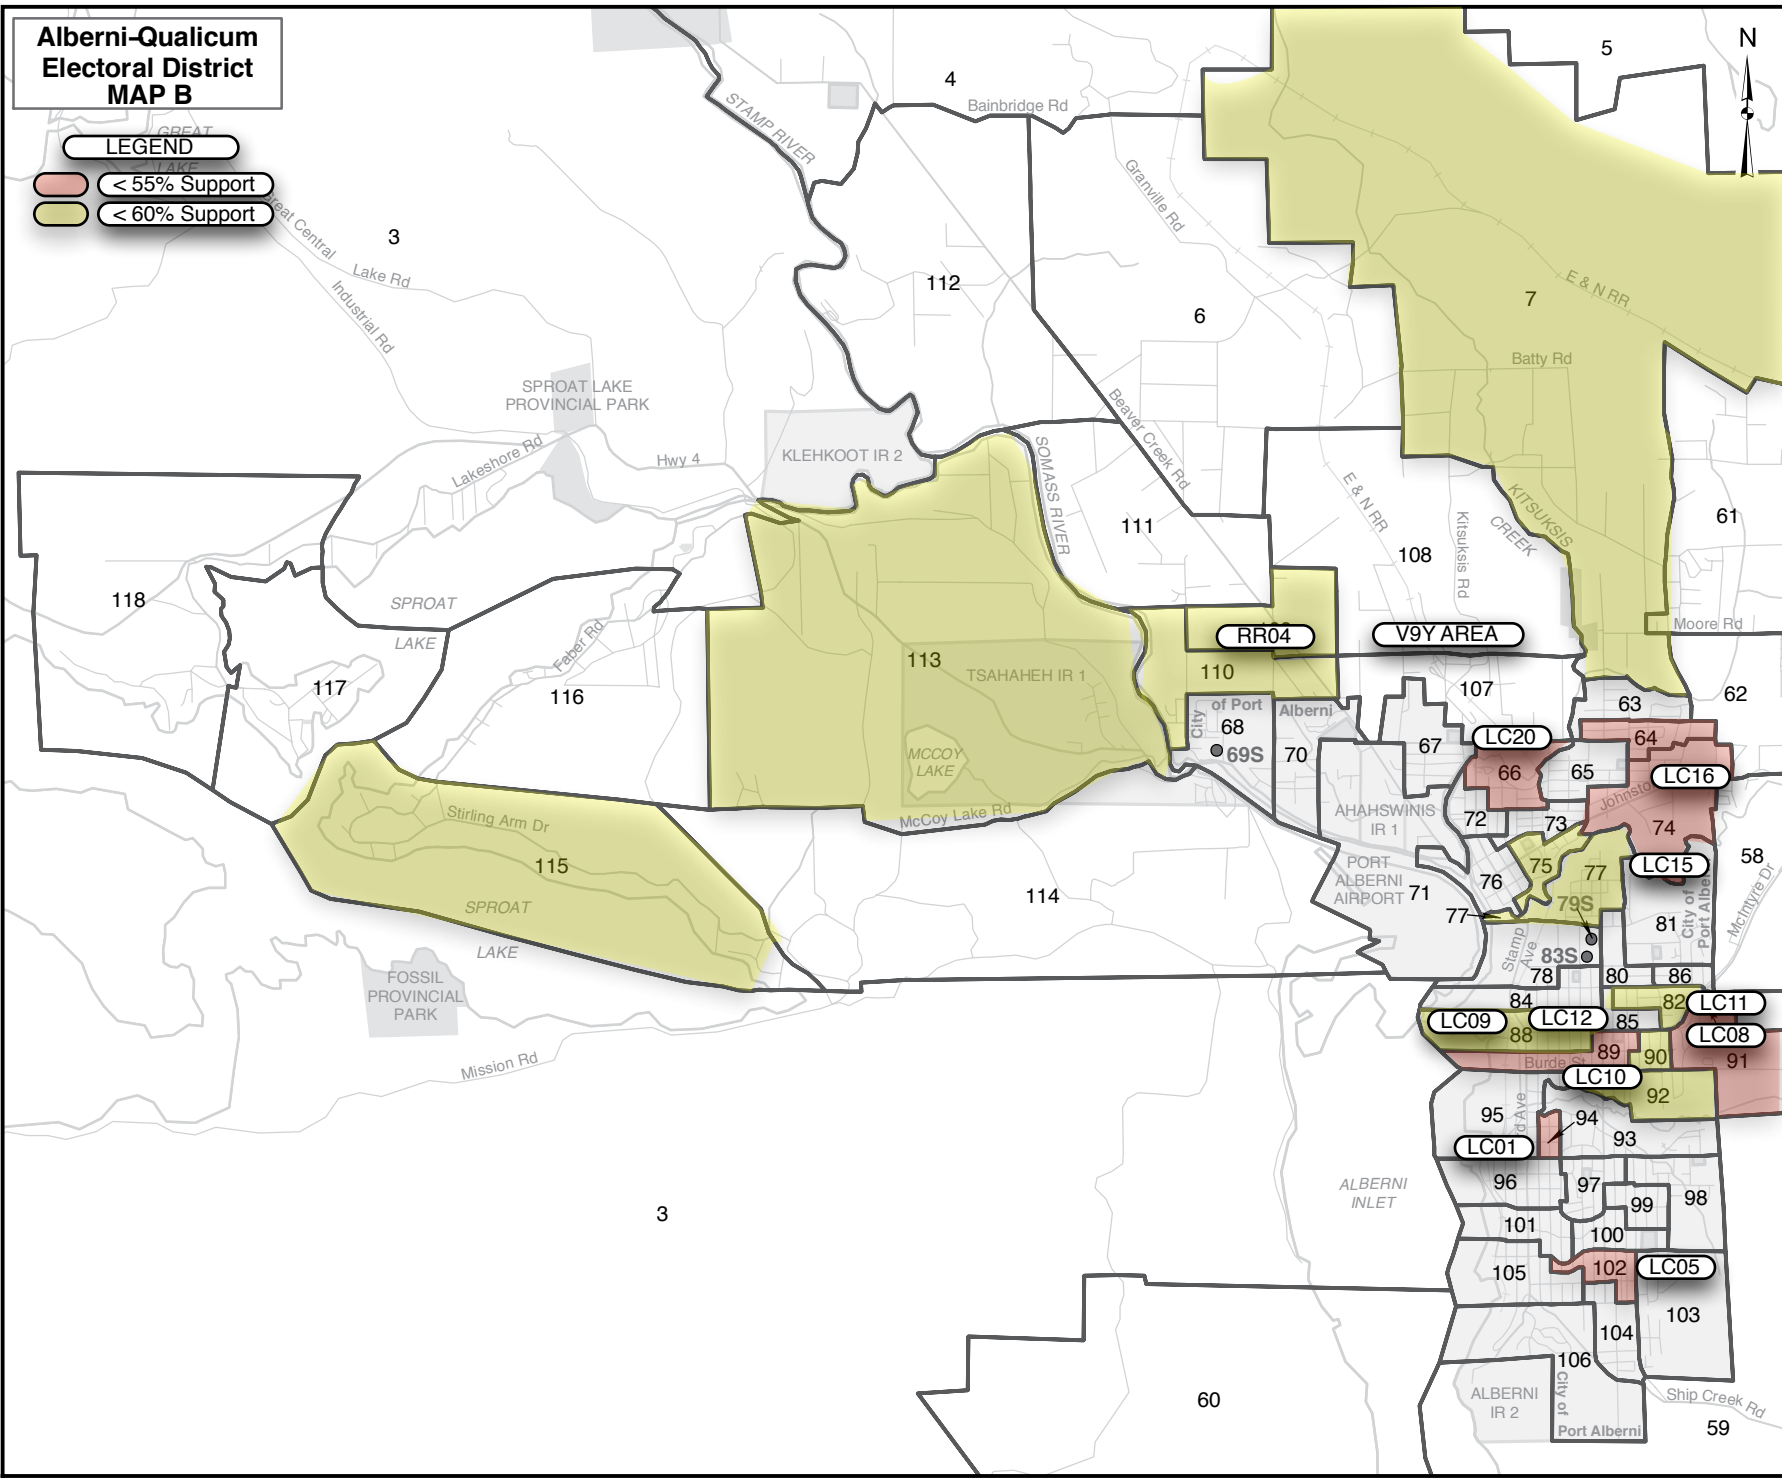 Alberni-Qualicum
Electoral District
MAP B
GREAT
LEGEND
LAKE
< 55% Support
< 60% Support
Great Central
Lake Rd
Industrial Rd
3
4
5
N
Bainbridge Rd
STAMP RIVER
Granville Rd
112
6
7
E & N RR
Batty Rd
SPROAT LAKE
PROVINCIAL PARK
Lakeshore Rd
Hwy 4
KLEHKOOT IR 2
SOMASS RIVER
Beaver Creek Rd
E & N RR
Kitsuksis Rd
KITSUKSIS
CREEK
111
108
61
118
SPROAT
LAKE
Faber Rd
117
116
113
TSAHAHEH IR 1
MCCOY
LAKE
McCoy Lake Rd
RR04
V9Y AREA
Moore Rd
110
107
62
63
City
of Port
Alberni
68
69S
70
67
LC20
64
66
65
LC16
Johnston
AHAHSWINIS
IR 1
72
73
74
Stirling Arm Dr
115
SPROAT
LAKE
114
PORT
ALBERNI
AIRPORT
71
76
75
77
LC15
58
McIntyre Dr
77
79S
81
City of
Port Alber
Stamp
Ave
83S
78
80
86
FOSSIL
PROVINCIAL
PARK
84
82
LC11
LC09
LC12
85
88
LC08
Burde St
89
90
91
LC10
92
Mission Rd
95
94
93
LC01
ALBERNI
INLET
96
97
98
99
3
101
100
105
102
LC05
103
104
106
60
ALBERNI
IR 2
City of
Port Alberni
Ship Creek Rd
59